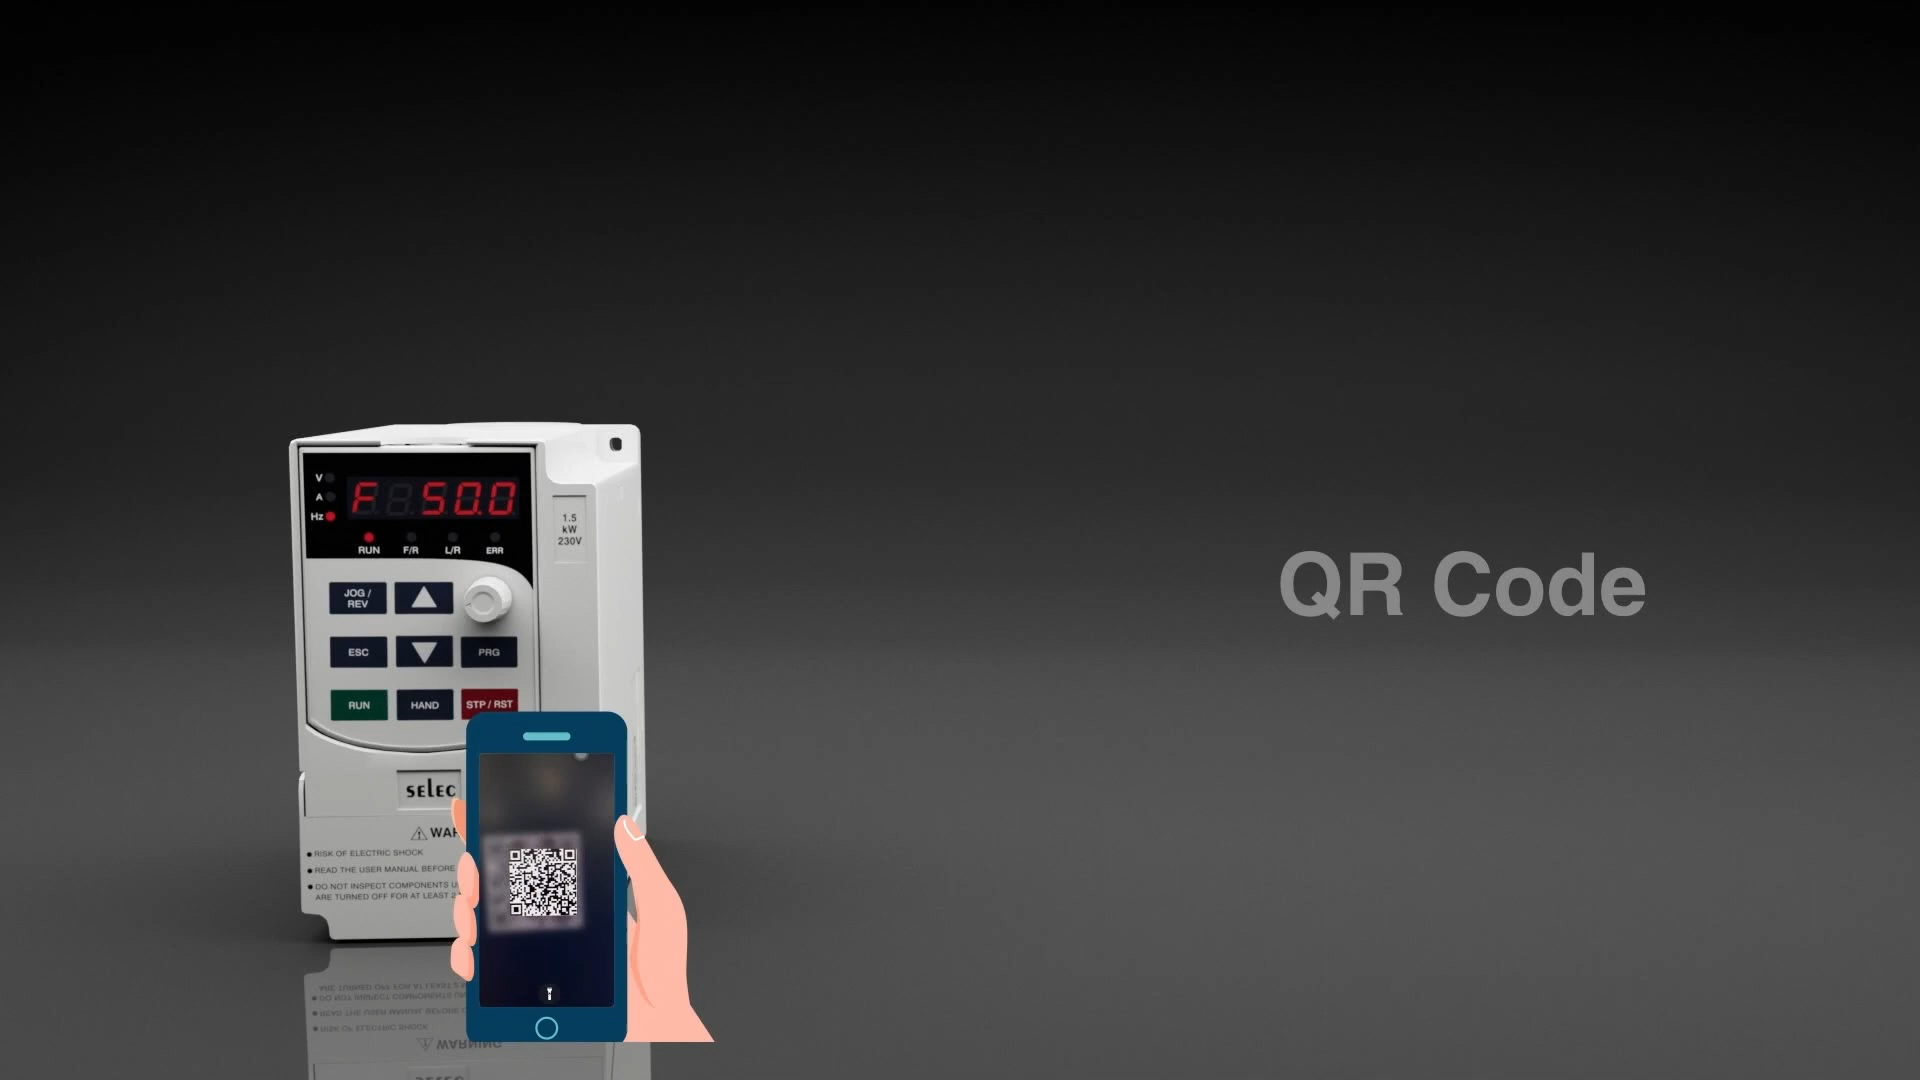 V
A
Hz
F 50.0
RUN F/R L/R ERR
1.5
kW
230V
JOG /
REV
ESC
PRG
RUN
HAND
STP / RST
QR Code
selec
WAR
RISK OF ELECTRIC SHOCK
READ THE USER MANUAL BEFORE
DO NOT INSPECT COMPONENTS U
ARE TURNED OFF FOR AT LEAST 2